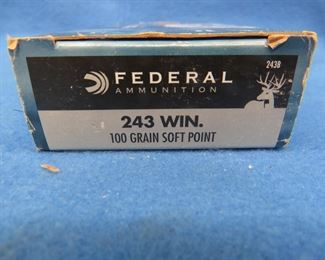 243B
FEDERAL
AMMUNITION
243 WIN.
100 GRAIN SOFT POINT